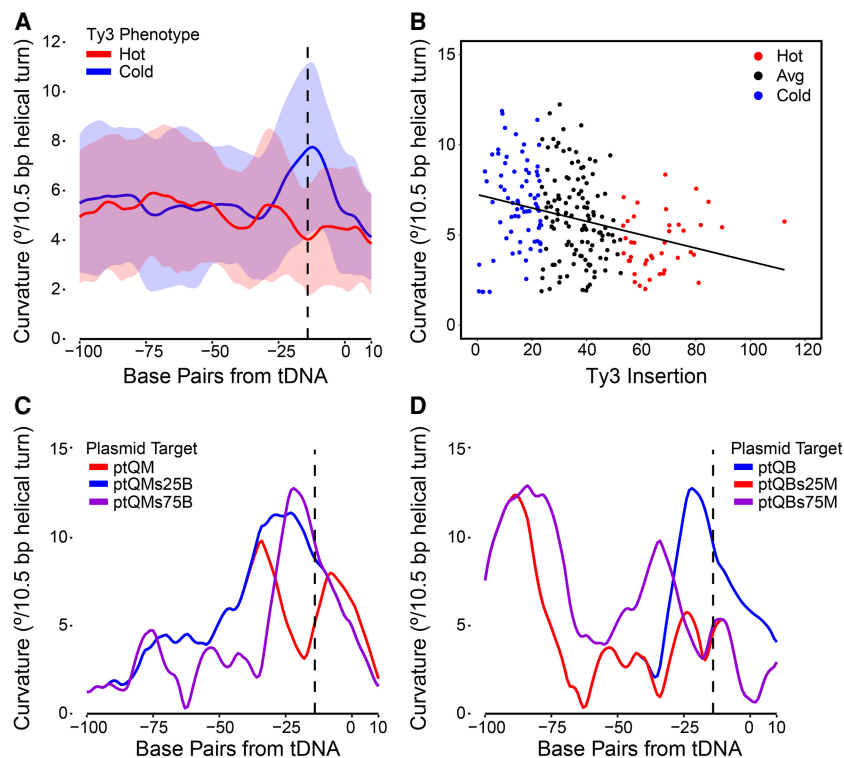 A
Ty3 Phenotype
Hot
Cold
Curvature (º/10.5 bp helical turn)
12
10
8
6
4
2
0
−100 −75 −50 −25 0 10
Base Pairs from tDNA
B
Hot
Avg
Cold
Curvature (º/10.5 bp helical turn)
15
10
5
0
0 20 40 60 80 100 120
Ty3 Insertion
C
Plasmid Target
ptQM
ptQMs25B
ptQMs75B
Curvature (º/10.5 bp helical turn)
15
10
5
0
−100 −75 −50 −25 0 10
Base Pairs from tDNA
D
Plasmid Target
ptQB
ptQBs25M
ptQBs75M
Curvature (º/10.5 bp helical turn)
15
10
5
0
−100 −75 −50 −25 0 10
Base Pairs from tDNA